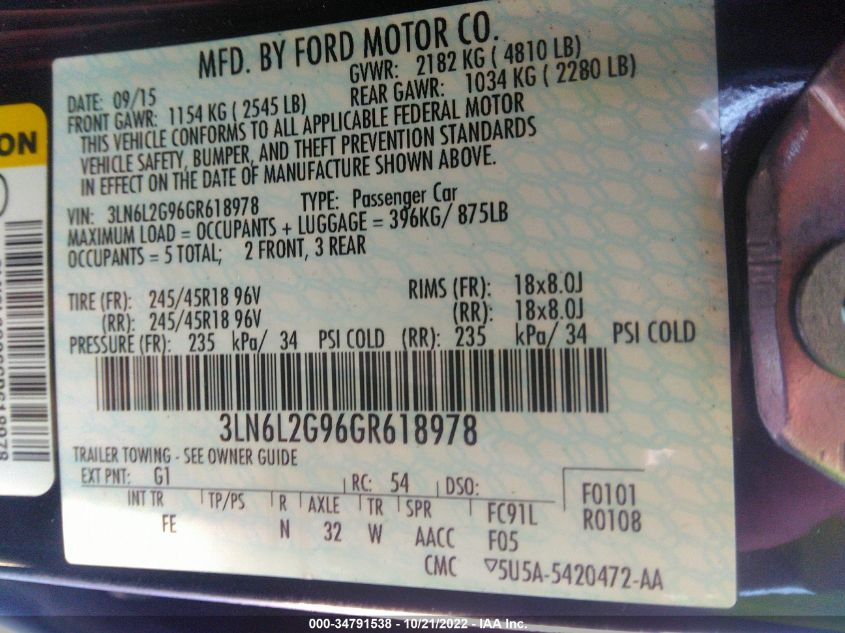 MFD. BY FORD MOTOR CO.
DATE: 09/15 GVWR: 2182 KG ( 4810 LB)
FRONT GAWR: 1154 KG ( 2545 LB) REAR GAWR: 1034 KG ( 2280 LB)
THIS VEHICLE CONFORMS TO ALL APPLICABLE FEDERAL MOTOR
VEHICLE SAFETY, BUMPER, AND THEFT PREVENTION STANDARDS
IN EFFECT ON THE DATE OF MANUFACTURE SHOWN ABOVE.
VIN: 3LN6L2G96GR618978 TYPE: Passenger Car
MAXIMUM LOAD = OCCUPANTS + LUGGAGE = 396KG/ 875LB
OCCUPANTS = 5 TOTAL; 2 FRONT, 3 REAR
TIRE (FR): 245/45R18 96V RIMS (FR): 18x8.0J
(RR): 245/45R18 96V (RR): 18x8.0J
PRESSURE (FR): 235 kPa/ 34 PSI COLD (RR): 235 kPa/ 34 PSI COLD
3LN6L2G96GR618978
TRAILER TOWING - SEE OWNER GUIDE
EXT PNT: G1 RC: 54 DSO: F0101
INT TR TP/PS R AXLE TR SPR FC91L R0108
FE N 32 W AACC F05
CMC ▽5U5A-5420472-AA
000-34791538 - 10/21/2022 - IAA Inc.